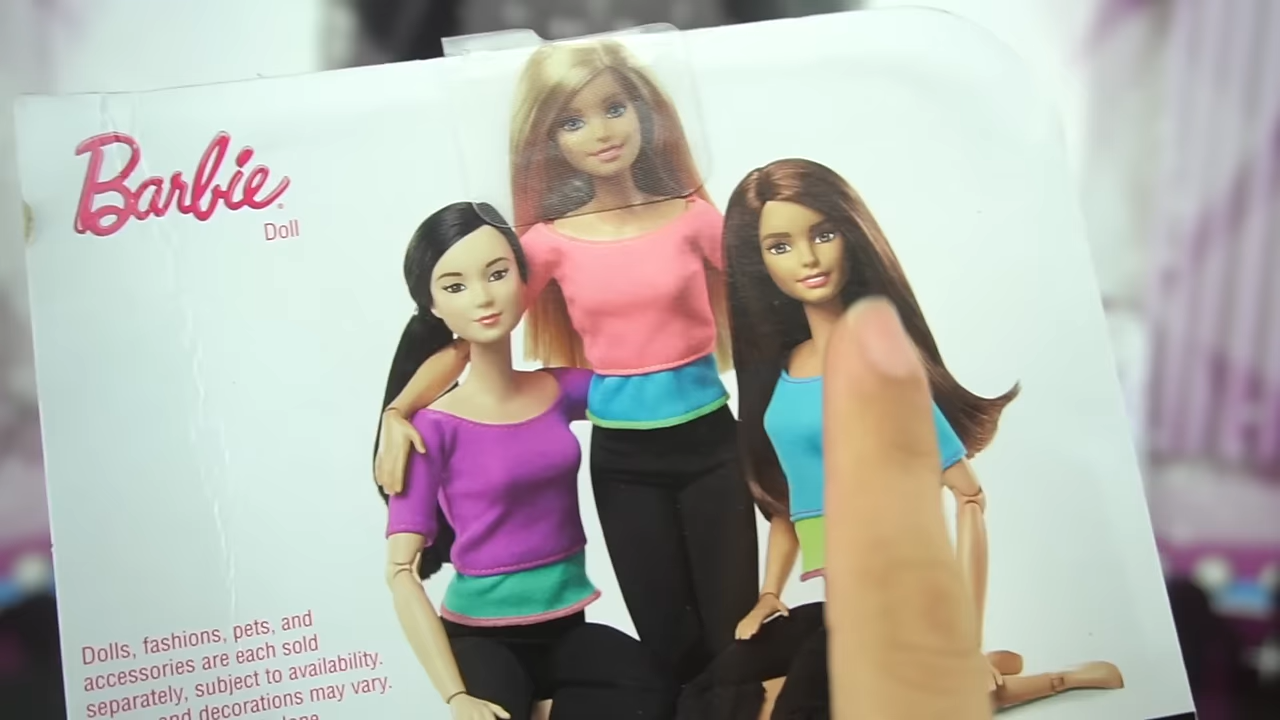 Barbie
Doll
Dolls, fashions, pets, and
accessories are each sold
separately, subject to availability.
and decorations may vary.